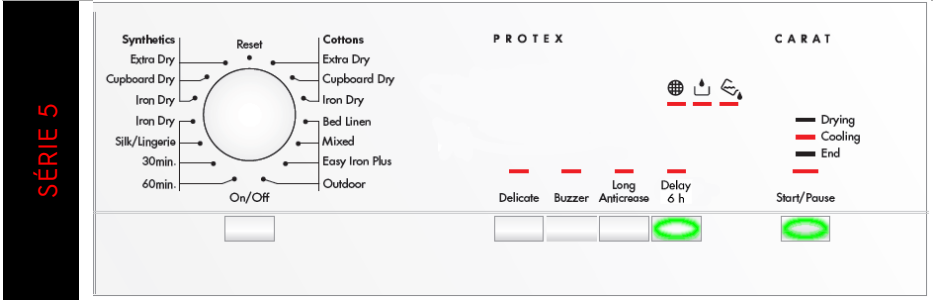 SÉRIE 5
Synthetics
Extra Dry
Cupboard Dry
Iron Dry
Iron Dry
Silk/Lingerie
30min.
60min.
Reset
On/Off
Cottons
Extra Dry
Cupboard Dry
Iron Dry
Bed Linen
Mixed
Easy Iron Plus
Outdoor
PROTEX
CARAT
Drying
Cooling
End
Delicate
Buzzer
Long
Anticrease
Delay
6 h
Start/Pause